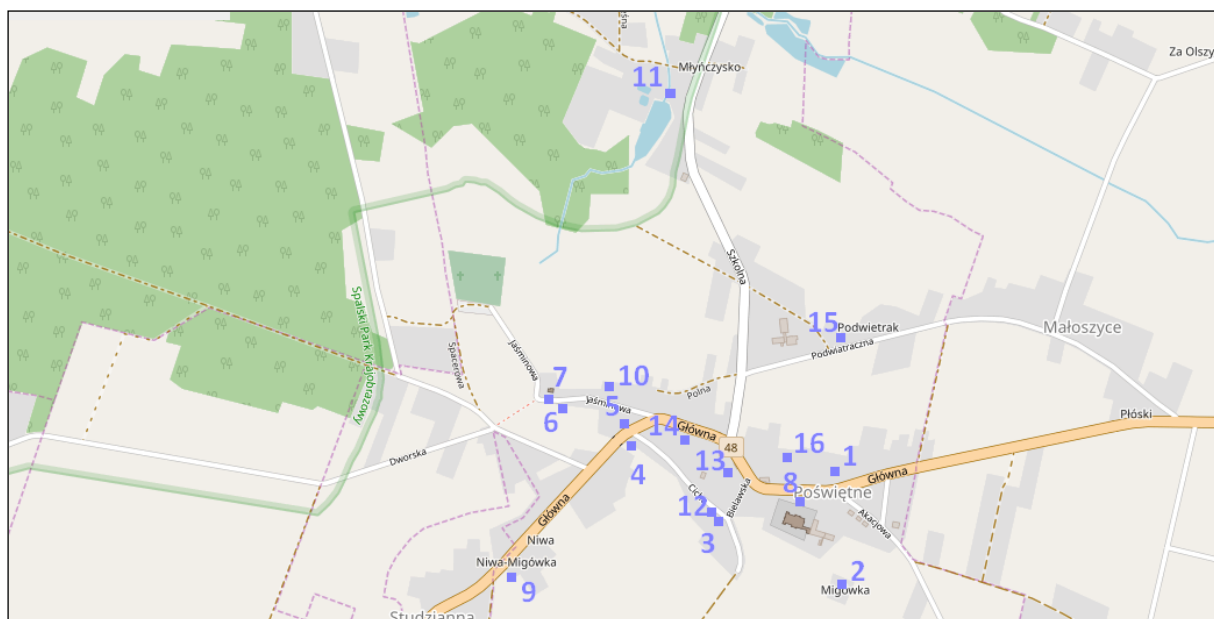 Młyńczysko
11
Za Olszy
Szkolna
Spalski Park Krajobrazowy
Spacerowa
Jaśminowa
15
Podwietrak
Podwiatraczna
Małoszyce
7
10
Polna
6
Jaśminowa
5
Płóski
14
Główna
4
48
16
13
1
Główna
Dworska
8
Poświętne
Główna
12
Bielawska
3
Akacjowa
Niwa
Niwa-Migówka
2
9
Migówka
Studzianna